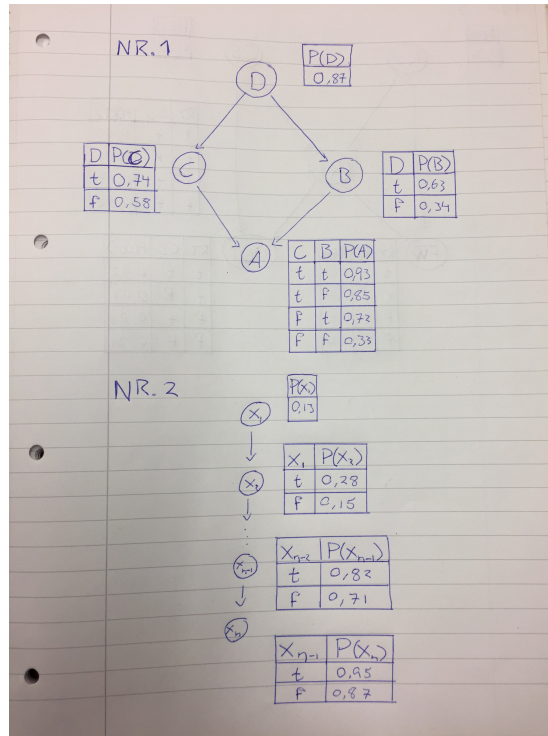 NR.1
P(D)
0,87
D
D P(C)
t 0,74
f 0,58
C
B
D P(B)
t 0,63
f 0,34
A
C B P(A)
t t 0,93
t f 0,85
f t 0,72
f f 0,33
NR. 2
P(X₁)
0,13
X₁
X₁ P(X₂)
t 0,28
f 0,15
X₂
Xₙ₋₂ P(Xₙ₋₁)
t 0,82
f 0,71
Xₙ₋₁
Xₙ
Xₙ₋₁ P(Xₙ)
t 0,95
f 0,87